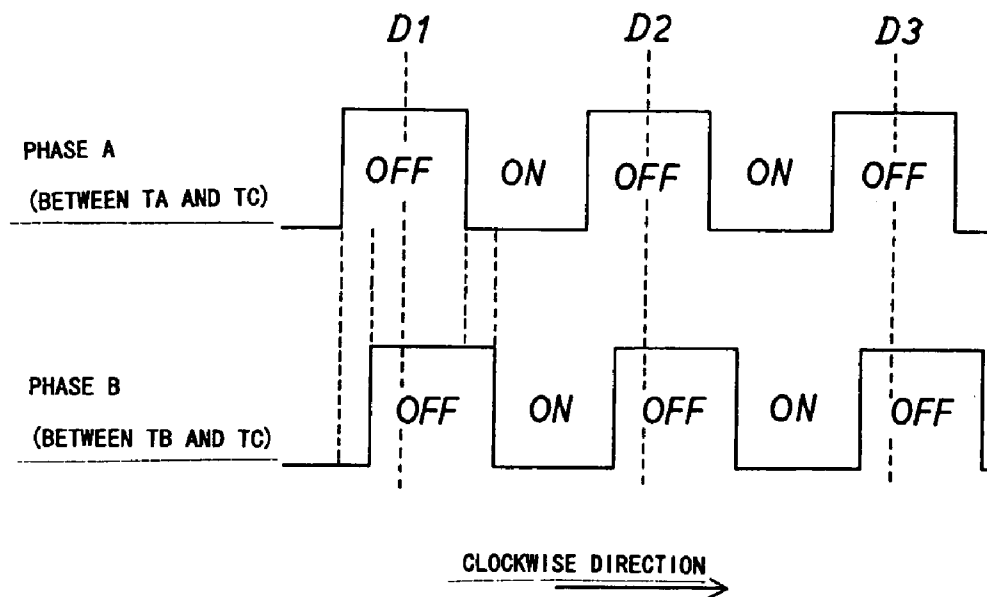 D1 D2 D3
PHASE A
(BETWEEN TA AND TC)
OFF ON OFF ON OFF
PHASE B
(BETWEEN TB AND TC)
OFF ON OFF ON OFF
CLOCKWISE DIRECTION